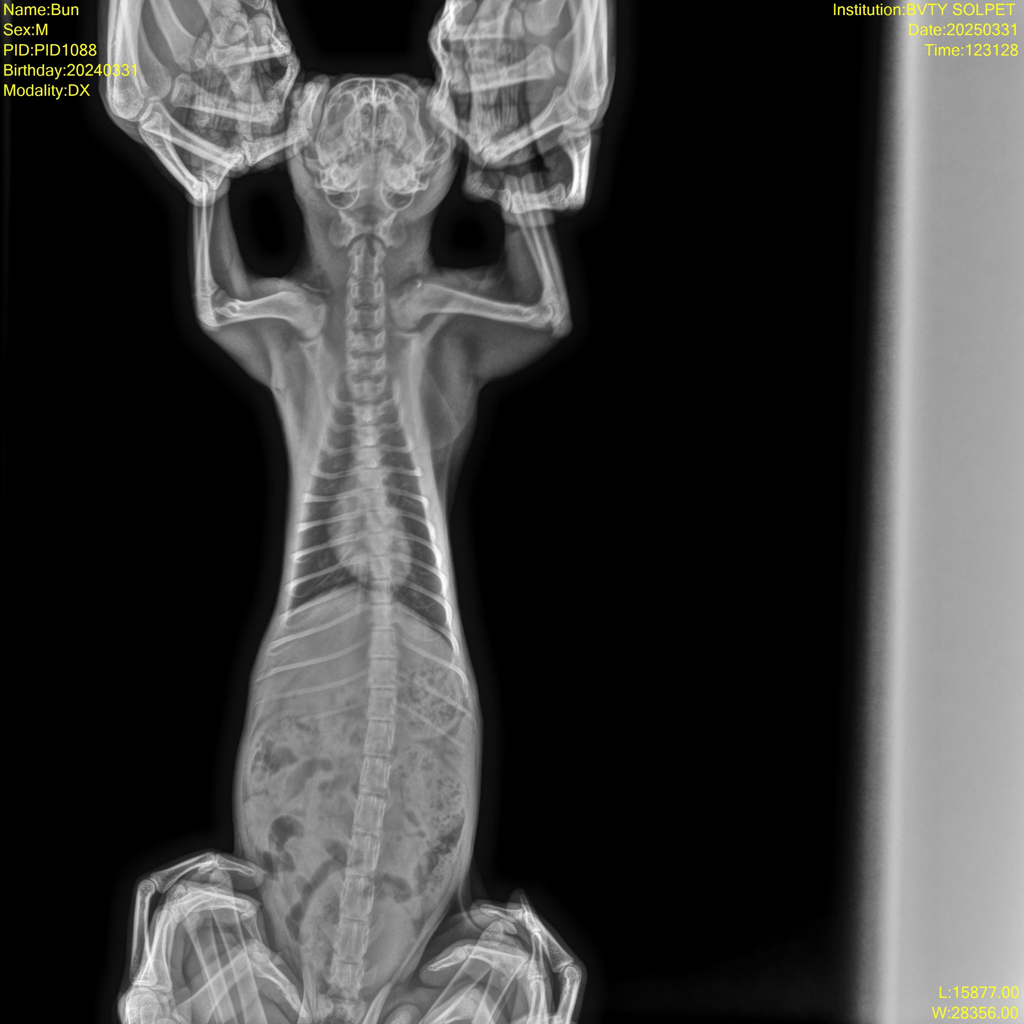 Name:Bun
Sex:M
PID:PID1088
Birthday:20240331
Modality:DX
Institution:BVTY SOLPET
Date:20250331
Time:123128
L:15877.00
W:28356.00